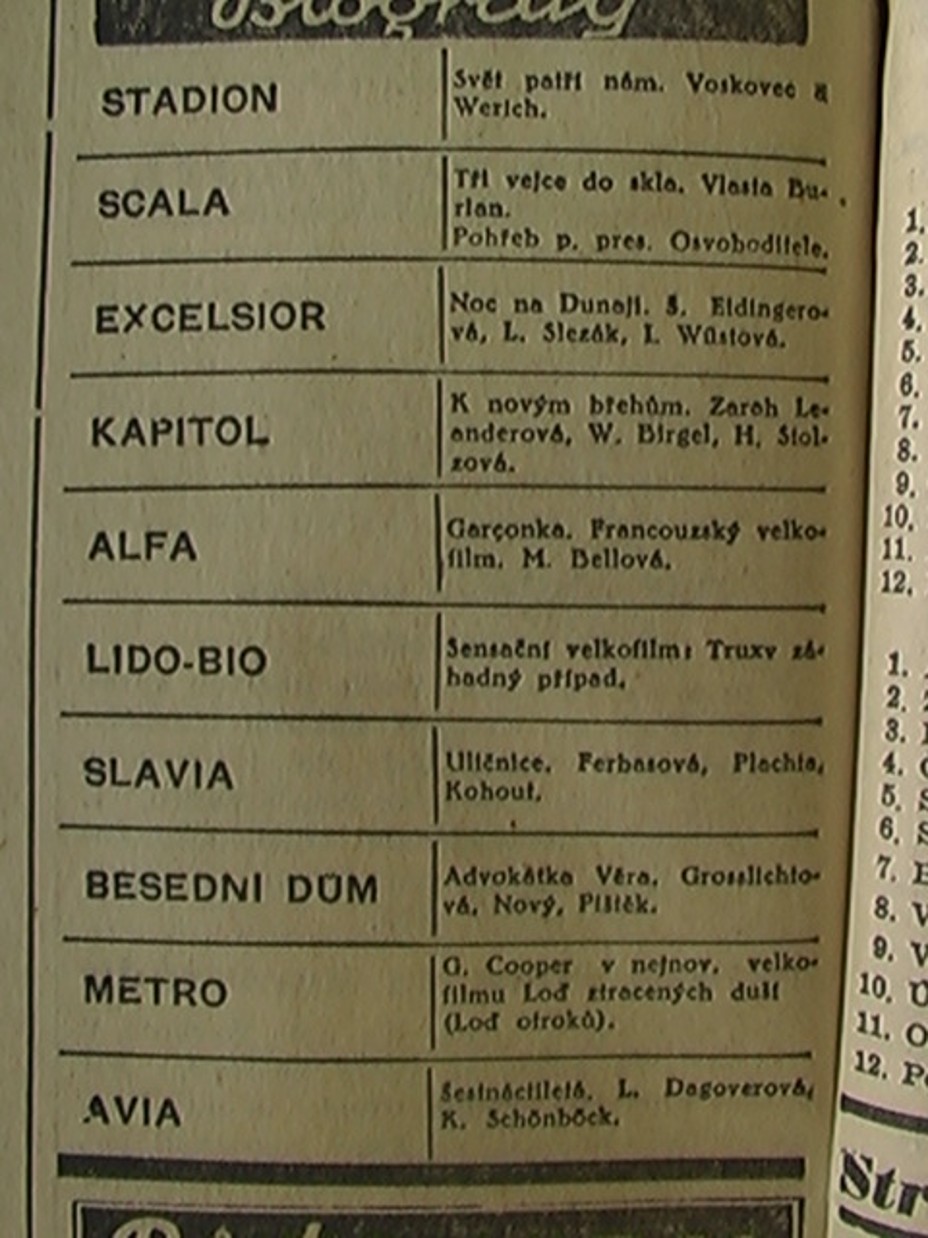 Biografy
STADION
Svět patří nám. Voskovec &
Werich.
SCALA
Tři vejce do skla. Vlasta Bu-
rian.
Pohřeb p. pres. Osvoboditele.
EXCELSIOR
Noc na Dunaji. S. Eidingero-
vá, L. Slezák, I. Wüstová.
KAPITOL
K novým břehům. Zarah Le-
anderová, W. Birgel, H. Stol-
zová.
ALFA
Garçonka. Francouzský velko-
film. M. Bellová.
LIDO-BIO
Sensační velkofilm: Truxv zá-
hadný případ.
SLAVIA
Uličnice. Ferbasová, Plachta,
Kohout.
BESEDNI DŮM
Advokátka Věra. Grosslichto-
vá, Nový, Pištěk.
METRO
G. Cooper v nejnov. velko-
filmu Loď ztracených duší
(Loď otroků).
AVIA
Šestnáctiletá. L. Dagoverová,
K. Schönböck.
1.
2.
3.
4.
5.
6.
7.
8.
9.
10.
11.
12.
1.
2.
3.
4.
5.
6.
7.
8.
9.
10.
11.
12.
Str